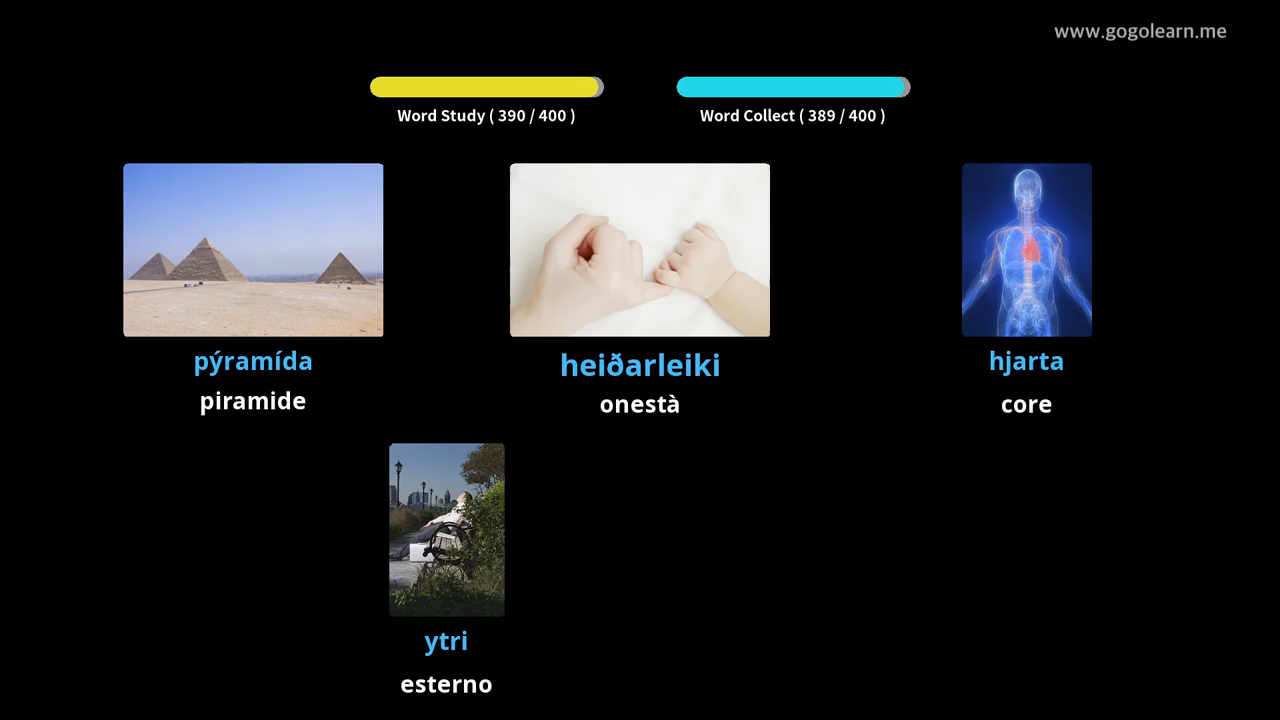 www.gogolearn.me
Word Study ( 390 / 400 )
Word Collect ( 389 / 400 )
pýramída
piramide
heiðarleiki
onestà
hjarta
core
ytri
esterno